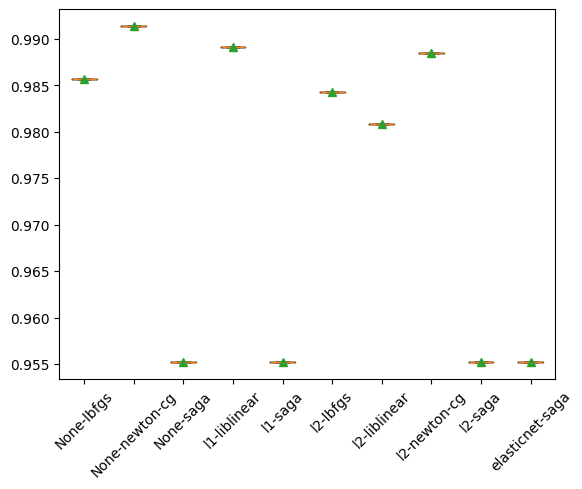 0.990
0.985
0.980
0.975
0.970
0.965
0.960
0.955
None-lbfgs
None-newton-cg
None-saga
l1-liblinear
l1-saga
l2-lbfgs
l2-liblinear
l2-newton-cg
l2-saga
elasticnet-saga